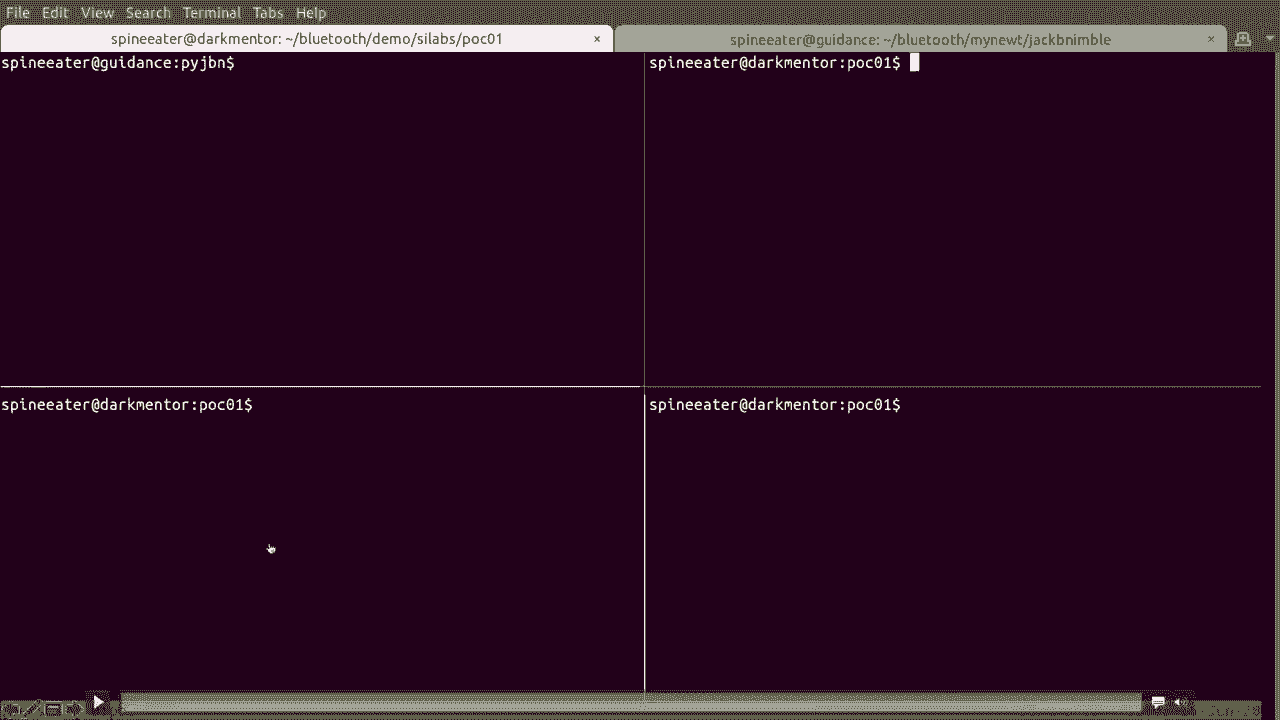 File Edit View Search Terminal Tabs Help
spineeater@darkmentor: ~/bluetooth/demo/silabs/poc01 × spineeater@guidance: ~/bluetooth/mynewt/jackbnimble ×
spineeater@guidance:pyjbn$
spineeater@darkmentor:poc01$
spineeater@darkmentor:poc01$
spineeater@darkmentor:poc01$